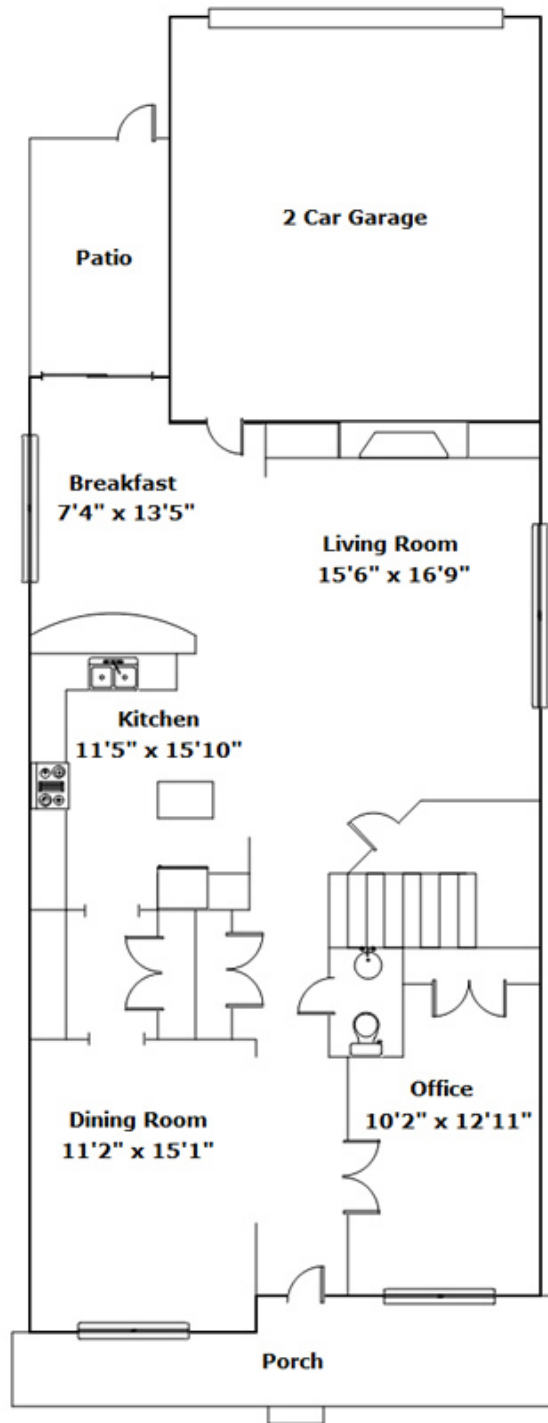 2 Car Garage
Patio
Breakfast
7'4" x 13'5"
Living Room
15'6" x 16'9"
Kitchen
11'5" x 15'10"
Office
10'2" x 12'11"
Dining Room
11'2" x 15'1"
Porch